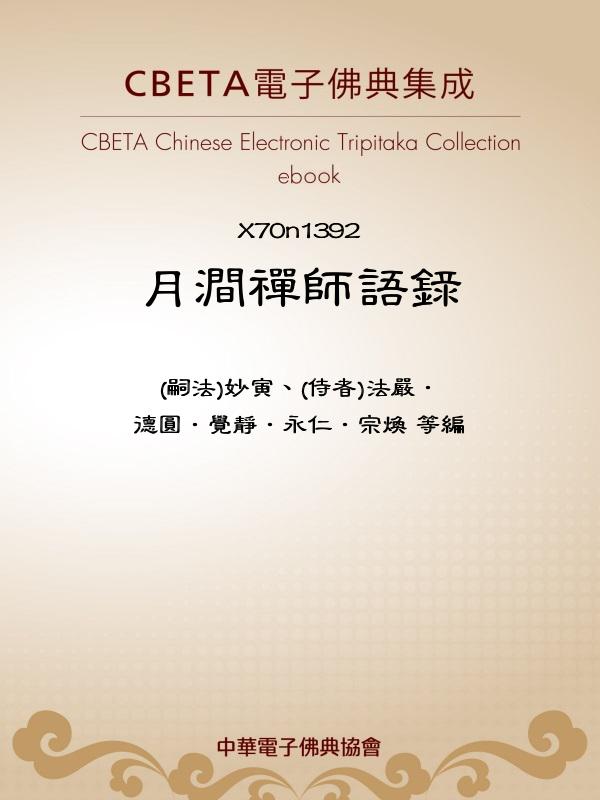 CBETA電子佛典集成
CBETA Chinese Electronic Tripitaka Collection
ebook
X70n1392
月澗禪師語錄
(嗣法)妙寅、(侍者)法嚴．
德圓．覺靜．永仁．宗煥 等編
中華電子佛典協會